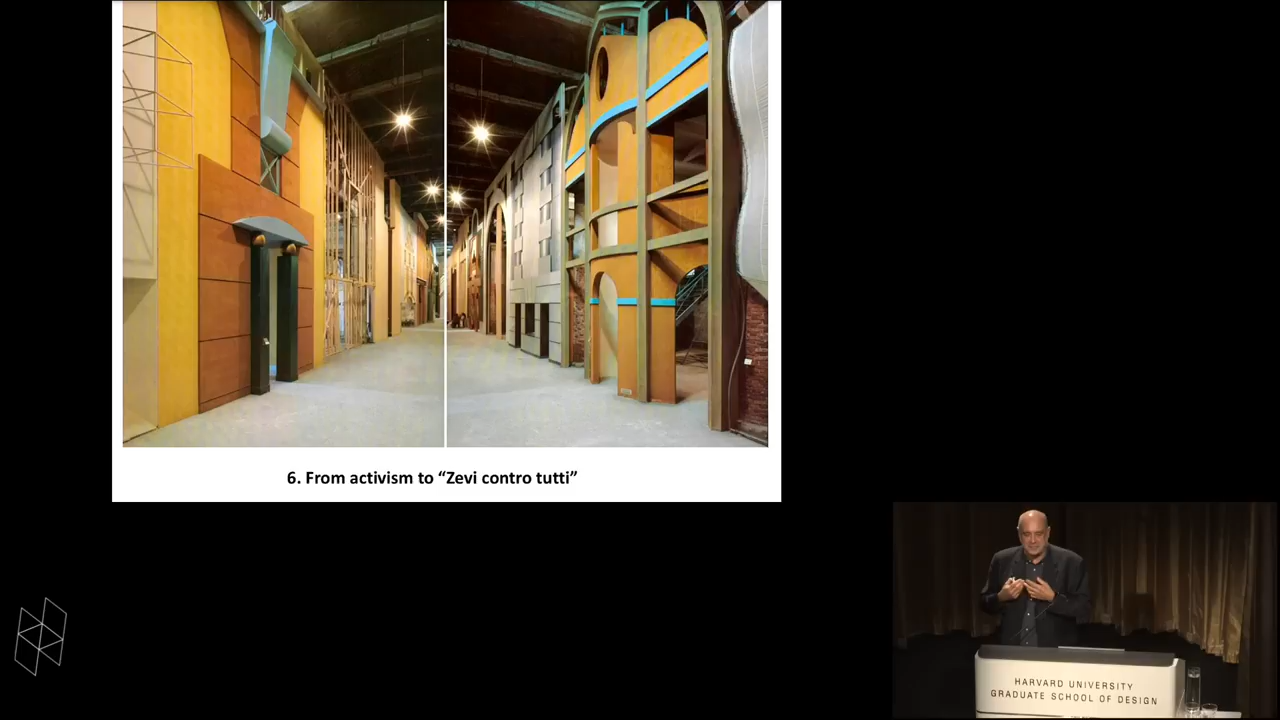 6. From activism to “Zevi contro tutti”
HARVARD UNIVERSITY
GRADUATE SCHOOL OF DESIGN